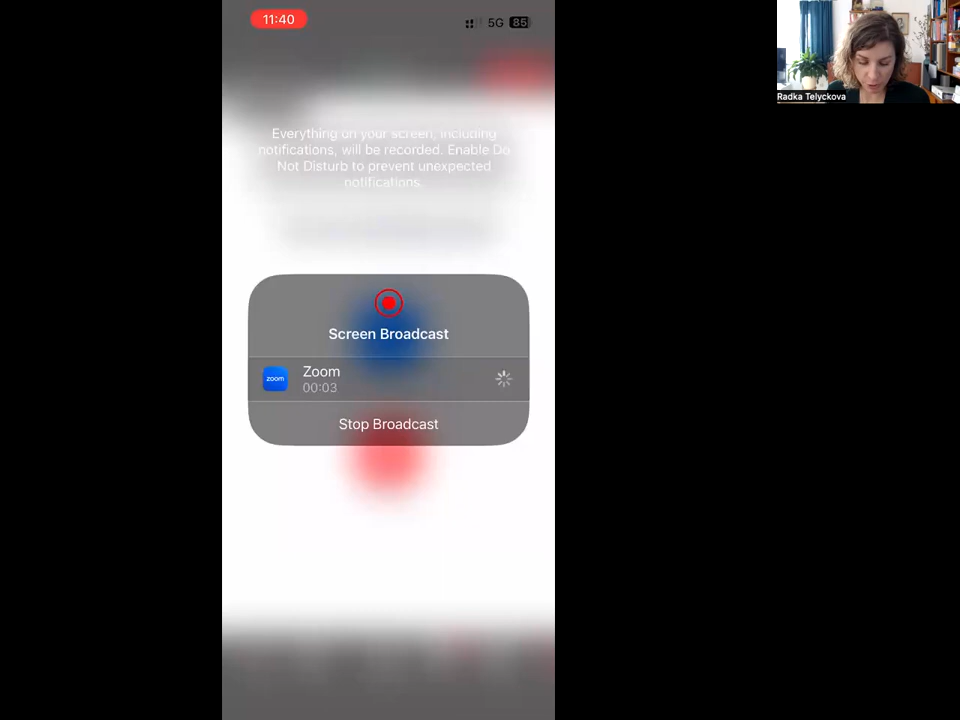 11:40
5G 85
Radka Telyckova
Everything on your screen, including
notifications, will be recorded. Enable Do
Not Disturb to prevent unexpected
notifications.
Screen Broadcast
zoom
Zoom
00:03
Stop Broadcast